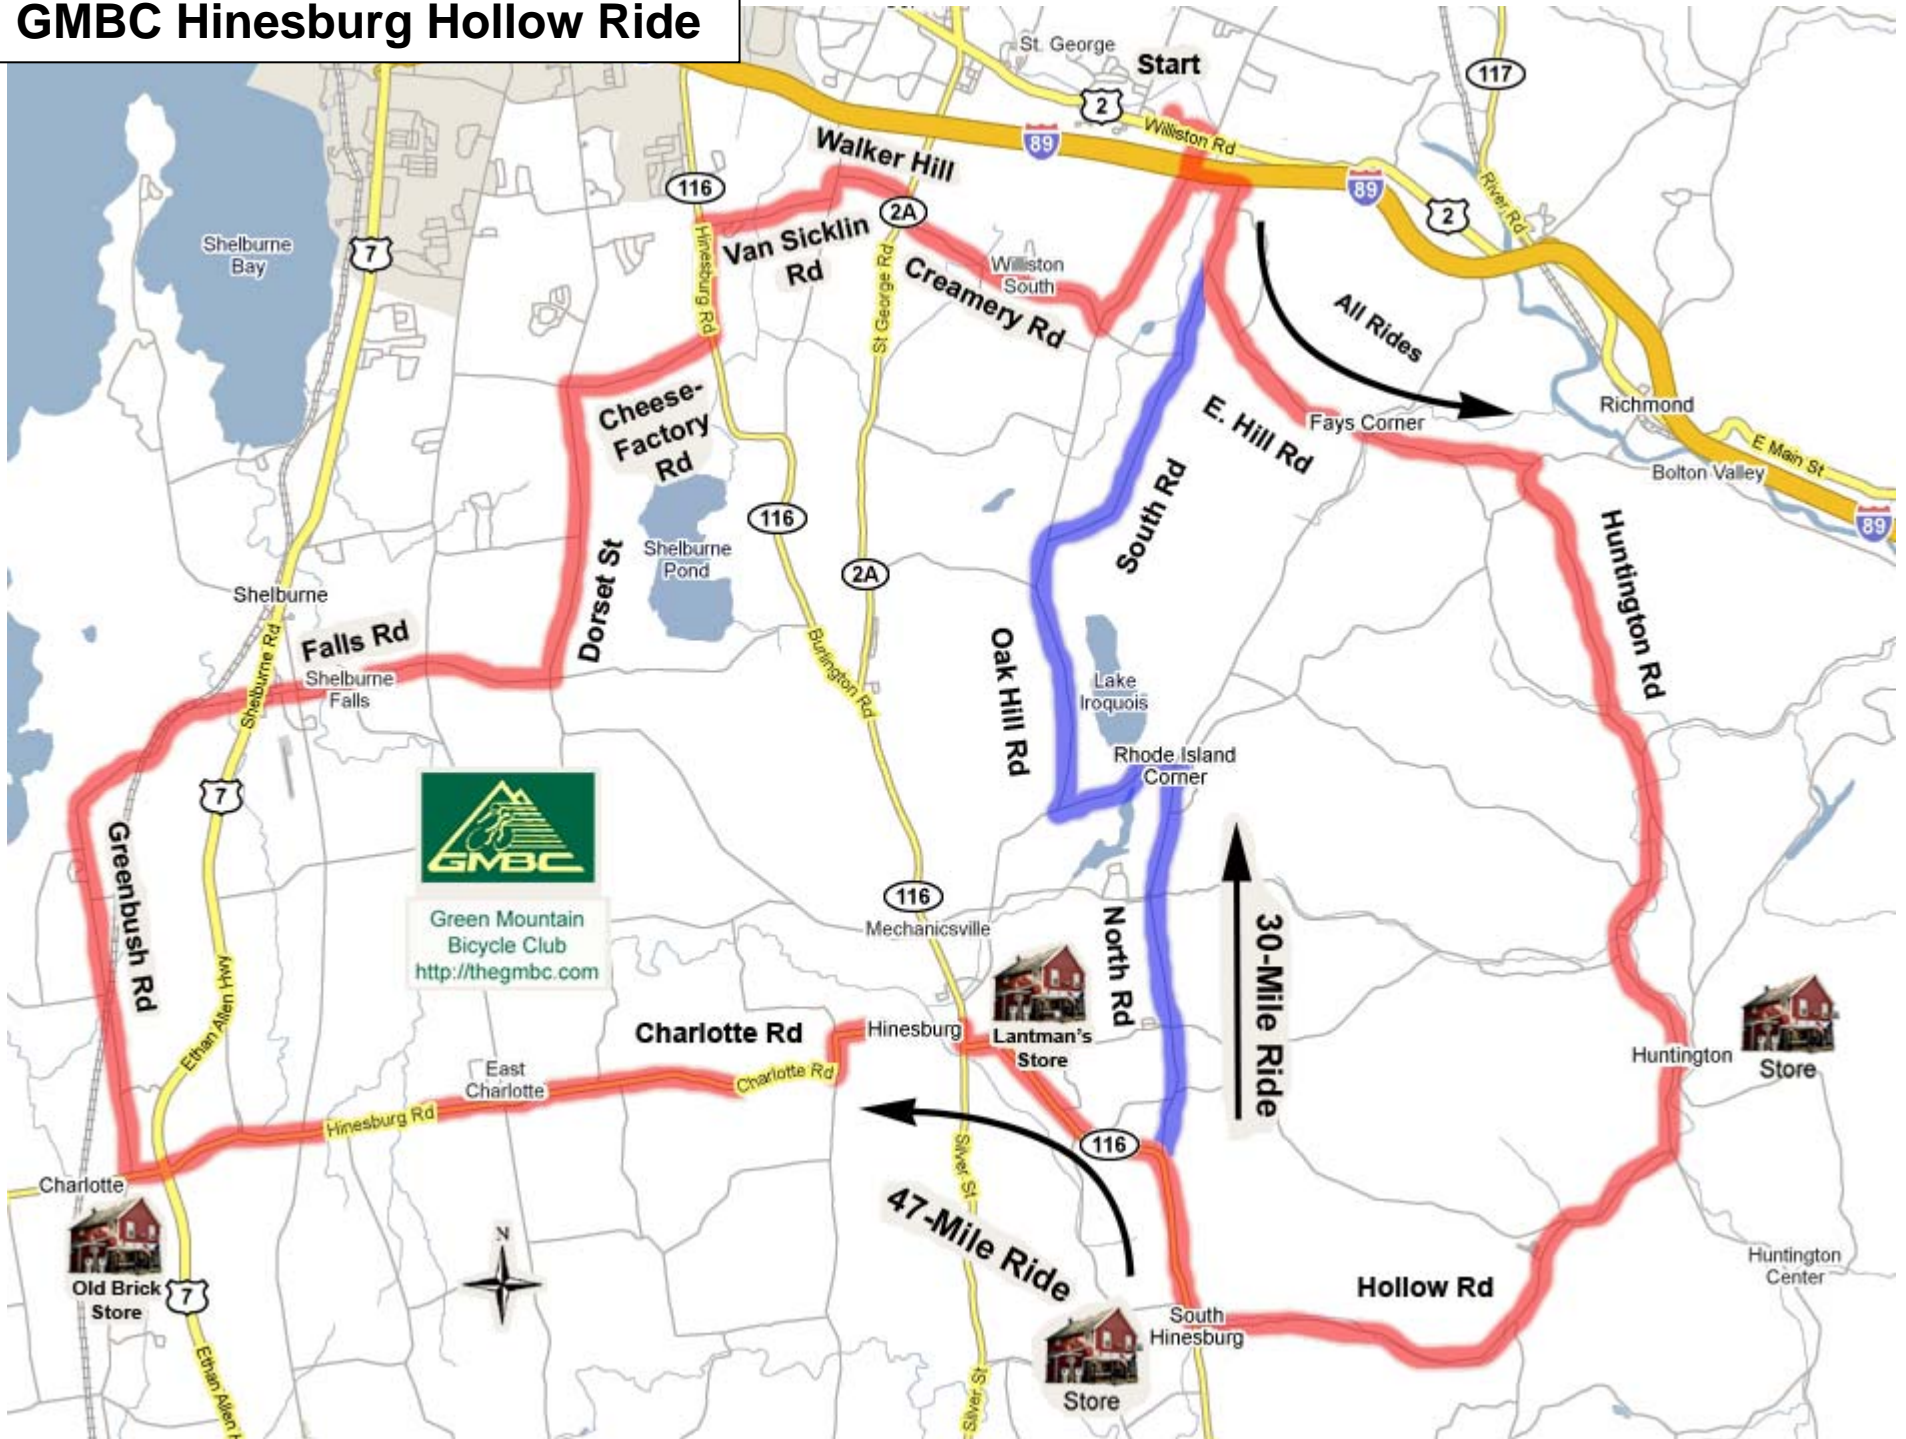 GMBC Hinesburg Hollow Ride
St. George
Start
117
2
Williston Rd
89
Walker Hill
116
2A
89
2
River Rd
7
Shelburne
Bay
Hinesburg Rd
Van Sicklin
Rd
St George Rd
Creamery Rd
Williston
South
All Rides
Richmond
E Main St
Bolton Valley
89
Cheese-
Factory
Rd
E. Hill Rd
Fays Corner
South Rd
Huntington Rd
116
Shelburne
Pond
2A
Dorset St
Shelburne
Falls Rd
Shelburne
Falls
Shelburne Rd
Burlington Rd
Oak Hill Rd
Lake
Iroquois
Rhode Island
Corner
7
GMBC
Green Mountain
Bicycle Club
http://thegmbc.com
Greenbush Rd
116
Mechanicsville
North Rd
30-Mile Ride
Ethan Allen Hwy
Charlotte Rd
Hinesburg
Lantman's
Store
Huntington
Store
East
Charlotte
Charlotte Rd
Hinesburg Rd
116
Silver St
47-Mile Ride
Charlotte
Old Brick
Store
7
N
Hollow Rd
Huntington
Center
South
Hinesburg
Store
Silver St
Ethan Allen H